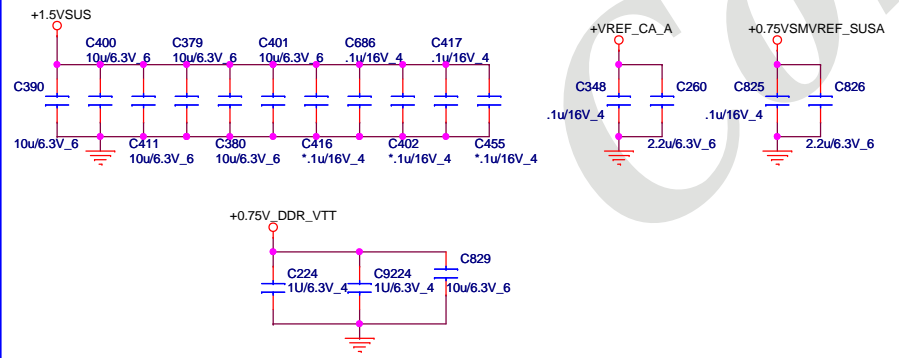 +1.5VSUS
+VREF_CA_A
+0.75VSMVREF_SUSA
C400
10u/6.3V_6
C379
10u/6.3V_6
C401
10u/6.3V_6
C686
.1u/16V_4
C417
.1u/16V_4
C390
10u/6.3V_6
C411
10u/6.3V_6
C380
10u/6.3V_6
C416
*.1u/16V_4
C402
*.1u/16V_4
C455
*.1u/16V_4
C348
.1u/16V_4
C260
2.2u/6.3V_6
C825
.1u/16V_4
C826
2.2u/6.3V_6
+0.75V_DDR_VTT
C224
1U/6.3V_4
C9224
1U/6.3V_4
C829
10u/6.3V_6